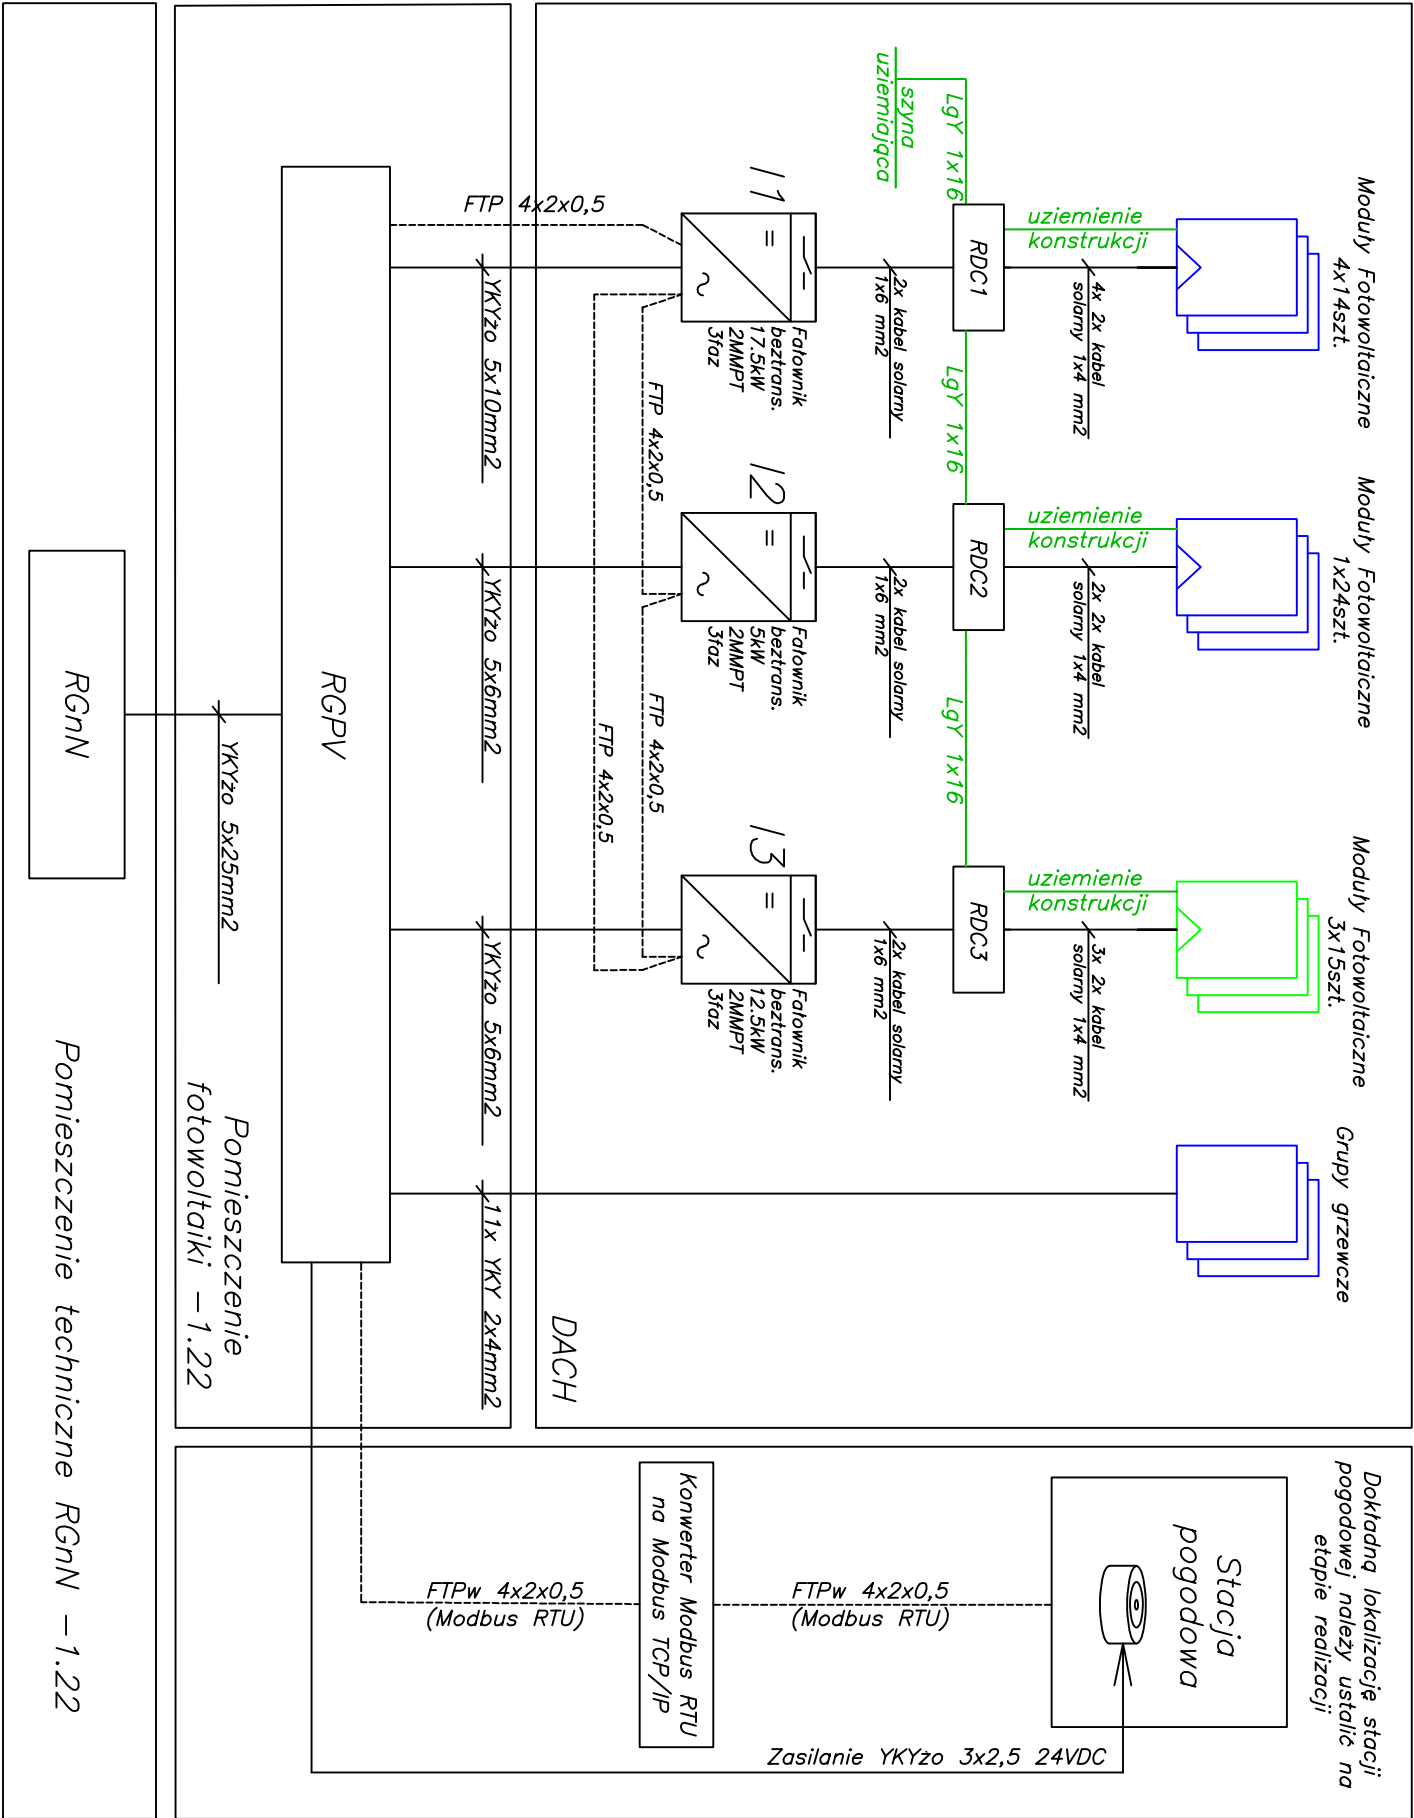 Moduły Fotowoltaiczne
4x14szt.
Moduły Fotowoltaiczne
1x24szt.
Moduły Fotowoltaiczne
3x15szt.
Grupy grzewcze
uziemienie
konstrukcji
4x 2x kabel
solarny 1x4 mm2
uziemienie
konstrukcji
2x 2x kabel
solarny 1x4 mm2
uziemienie
konstrukcji
3x 2x kabel
solarny 1x4 mm2
szyna
uziemiająca
LgY 1x16
RDC1
LgY 1x16
RDC2
LgY 1x16
RDC3
2x kabel solarny
1x6 mm2
2x kabel solarny
1x6 mm2
2x kabel solarny
1x6 mm2
I1
=
~
Fałownik
beztrans.
17.5kW
2MMPT
3faz
I2
=
~
Fałownik
beztrans.
5kW
2MMPT
3faz
I3
=
~
Fałownik
beztrans.
12.5kW
2MMPT
3faz
FTP 4x2x0,5
FTP 4x2x0,5
FTP 4x2x0,5
FTP 4x2x0,5
DACH
YKYżo 5x10mm2
YKYżo 5x6mm2
YKYżo 5x6mm2
11x YKY 2x4mm2
RGPV
Pomieszczenie
fotowoltaiki -1.22
YKYżo 5x25mm2
RGnN
Pomieszczenie techniczne RGnN -1.22
Dokładną lokalizację stacji
pogodowej należy ustalić na
etapie realizacji
Stacja
pogodowa
FTPw 4x2x0,5
(Modbus RTU)
Konwerter Modbus RTU
na Modbus TCP/IP
FTPw 4x2x0,5
(Modbus RTU)
Zasilanie YKYżo 3x2,5 24VDC